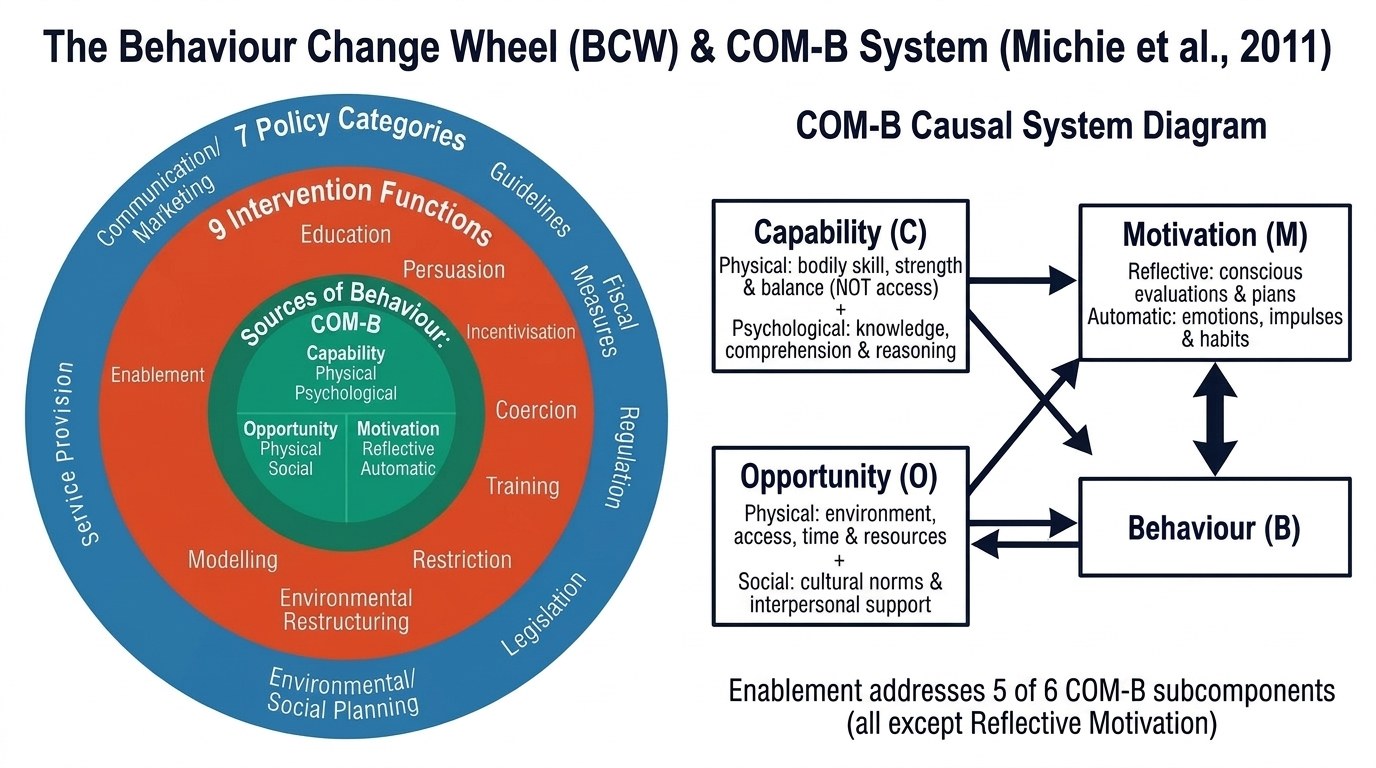 The Behaviour Change Wheel (BCW) & COM-B System (Michie et al., 2011)
7 Policy Categories
Communication/
Marketing
Guidelines
Fiscal
Measures
Regulation
Legislation
Environmental/
Social Planning
Service Provision
9 Intervention Functions
Education
Persuasion
Incentivisation
Coercion
Training
Restriction
Environmental
Restructuring
Modelling
Enablement
Sources of Behaviour:
COM-B
Capability
Physical
Psychological
Opportunity
Physical
Social
Motivation
Reflective
Automatic
COM-B Causal System Diagram
Capability (C)
Physical: bodily skill, strength
& balance (NOT access)
+
Psychological: knowledge,
comprehension & reasoning
Motivation (M)
Reflective: conscious
evaluations & plans
Automatic: emotions, impulses
& habits
Opportunity (O)
Physical: environment,
access, time & resources
+
Social: cultural norms &
interpersonal support
Behaviour (B)
Enablement addresses 5 of 6 COM-B subcomponents
(all except Reflective Motivation)